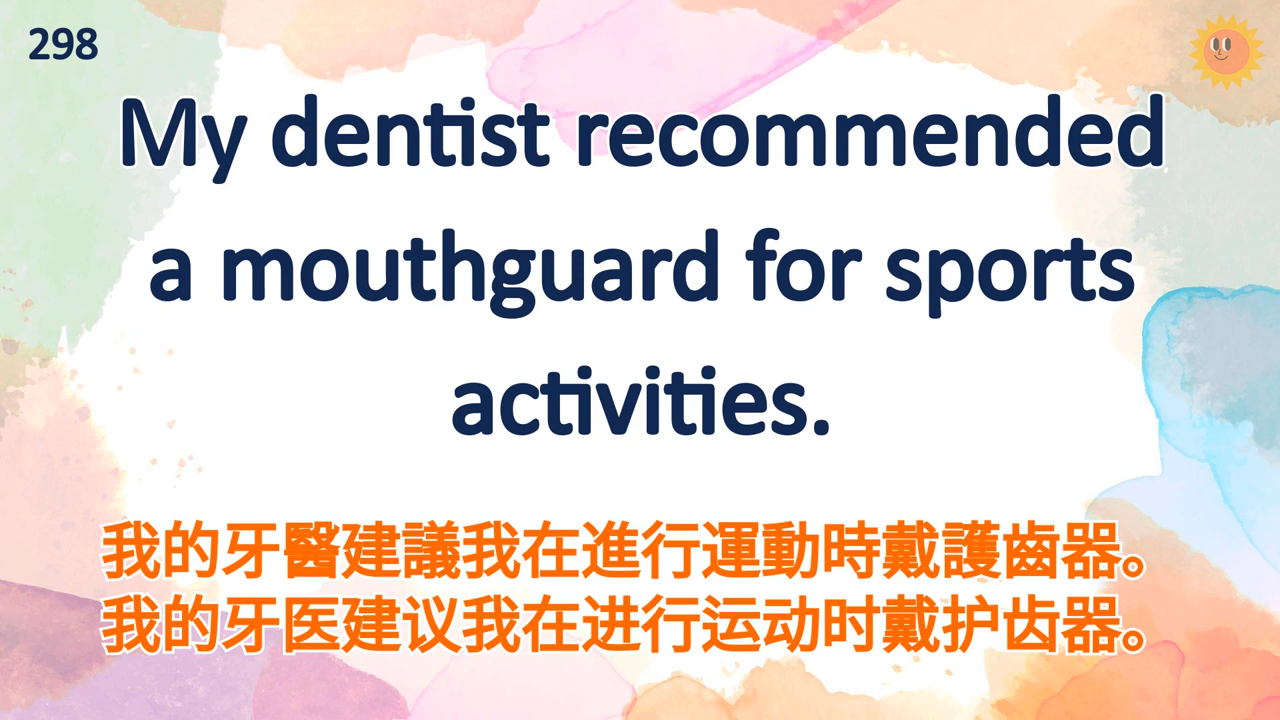 298
My dentist recommended
a mouthguard for sports
activities.
我的牙醫建議我在進行運動時戴護齒器。
我的牙医建议我在进行运动时戴护齿器。